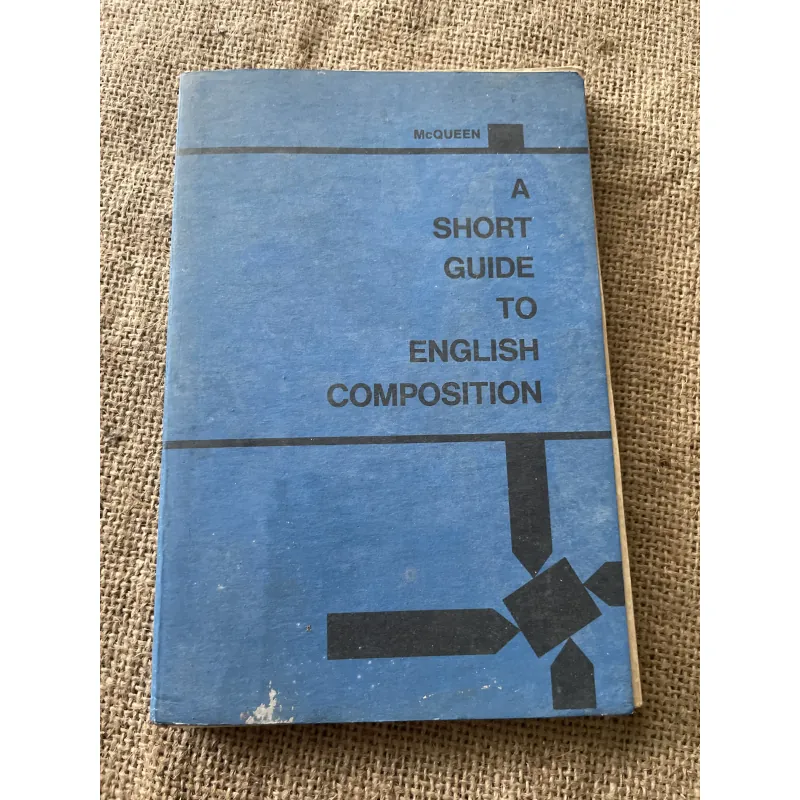 McQUEEN
A
SHORT
GUIDE
TO
ENGLISH
COMPOSITION